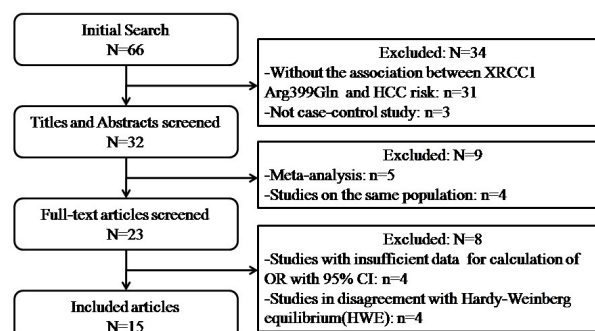 Initial Search
N=66
Excluded: N=34
-Without the association between XRCC1
Arg399Gln and HCC risk: n=31
-Not case-control study: n=3
Titles and Abstracts screened
N=32
Excluded: N=9
-Meta-analysis: n=5
-Studies on the same population: n=4
Full-text articles screened
N=23
Excluded: N=8
-Studies with insufficient data for calculation of
OR with 95% CI: n=4
-Studies in disagreement with Hardy-Weinberg
equilibrium(HWE): n=4
Included articles
N=15